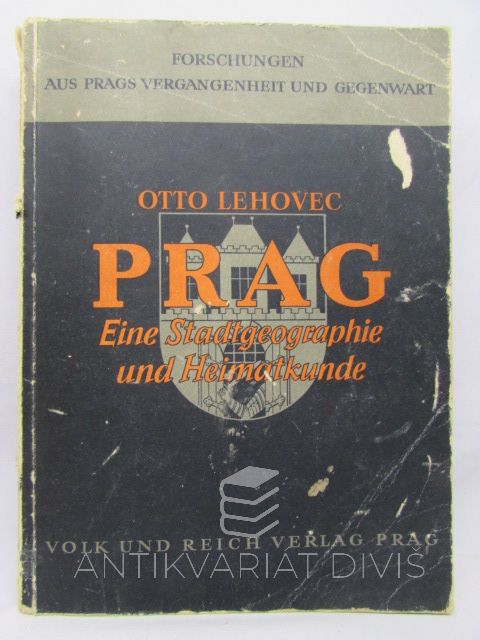 FORSCHUNGEN
AUS PRAGS VERGANGENHEIT UND GEGENWART
OTTO LEHOVEC
PRAG
Eine Stadtgeographie
und Heimatkunde
VOLK UND REICH VERLAG PRAG
ANTIKVARIAT DIVIŠ